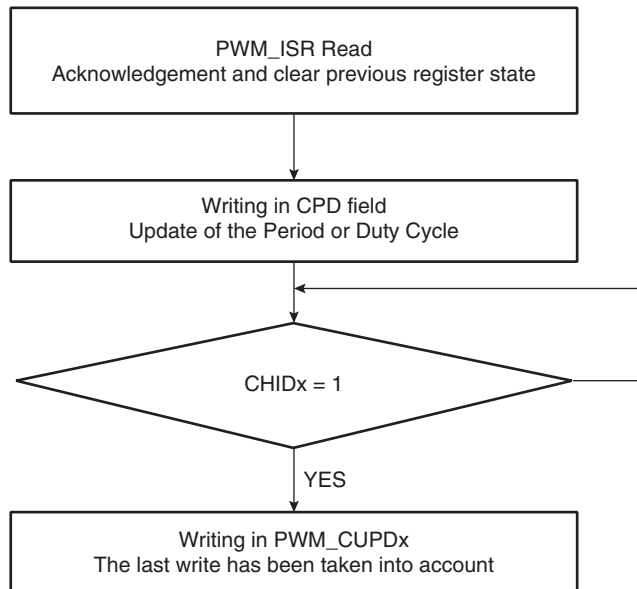 PWM_ISR Read
Acknowledgement and clear previous register state
Writing in CPD field
Update of the Period or Duty Cycle
CHIDx = 1
YES
Writing in PWM_CUPDx
The last write has been taken into account